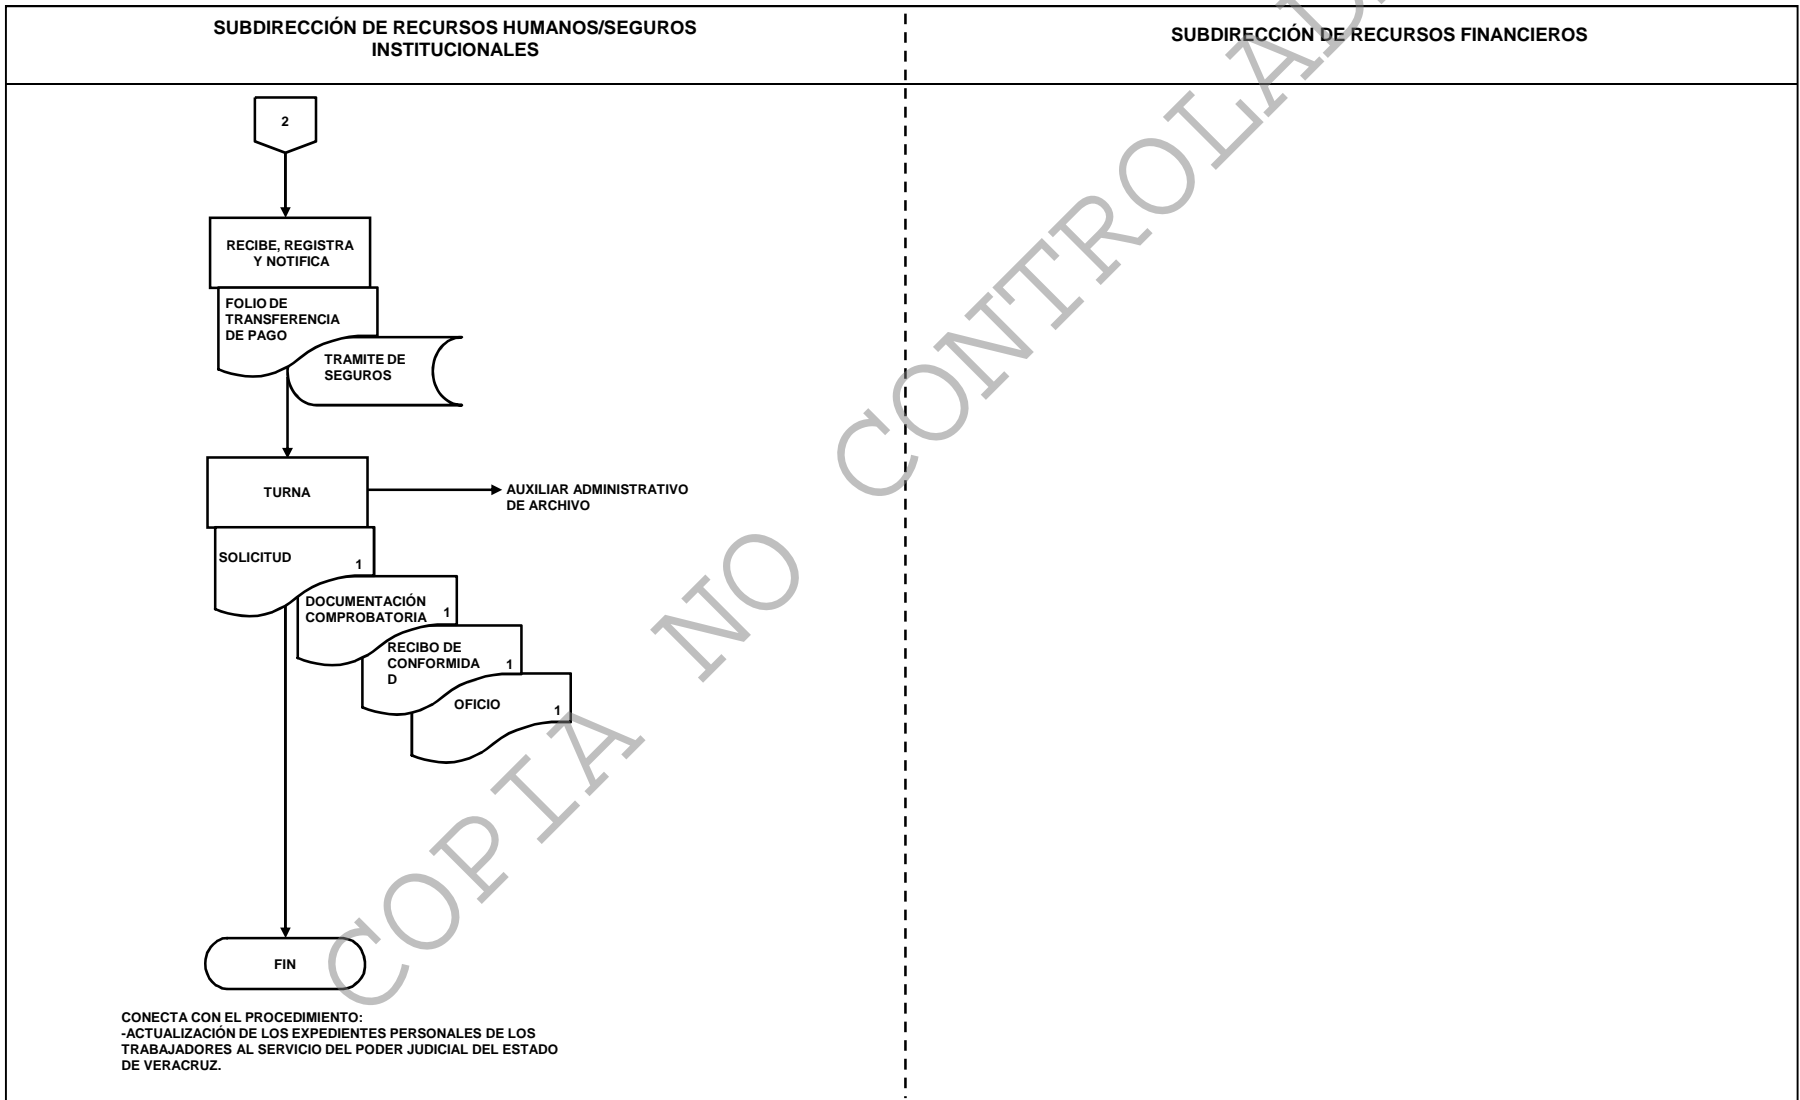 SUBDIRECCIÓN DE RECURSOS HUMANOS/SEGUROS
INSTITUCIONALES
SUBDIRECCIÓN DE RECURSOS FINANCIEROS
2
RECIBE, REGISTRA
Y NOTIFICA
FOLIO DE
TRANSFERENCIA
DE PAGO
TRAMITE DE
SEGUROS
TURNA
AUXILIAR ADMINISTRATIVO
DE ARCHIVO
SOLICITUD
1
DOCUMENTACIÓN
COMPROBATORIA
1
RECIBO DE
CONFORMIDA
D
1
OFICIO
1
FIN
CONECTA CON EL PROCEDIMIENTO:
-ACTUALIZACIÓN DE LOS EXPEDIENTES PERSONALES DE LOS
TRABAJADORES AL SERVICIO DEL PODER JUDICIAL DEL ESTADO
DE VERACRUZ.
COPIA NO CONTROLAD